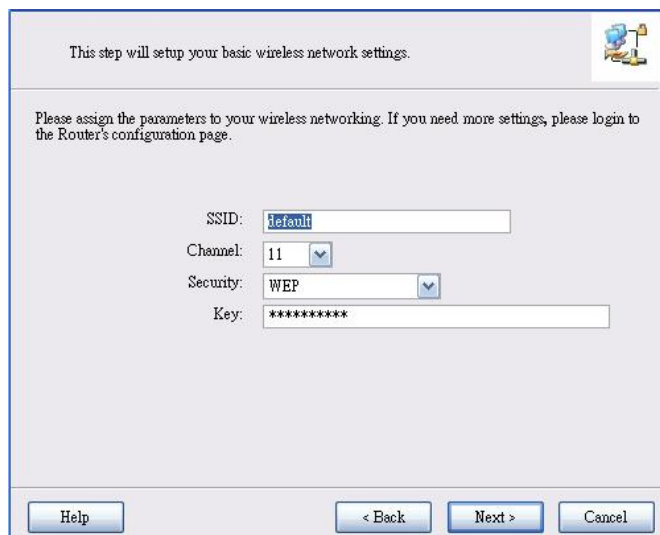 This step will setup your basic wireless network settings.
Please assign the parameters to your wireless networking. If you need more settings, please login to
the Router's configuration page.
SSID: default
Channel: 11
Security: WEP
Key: **********
Help < Back Next > Cancel